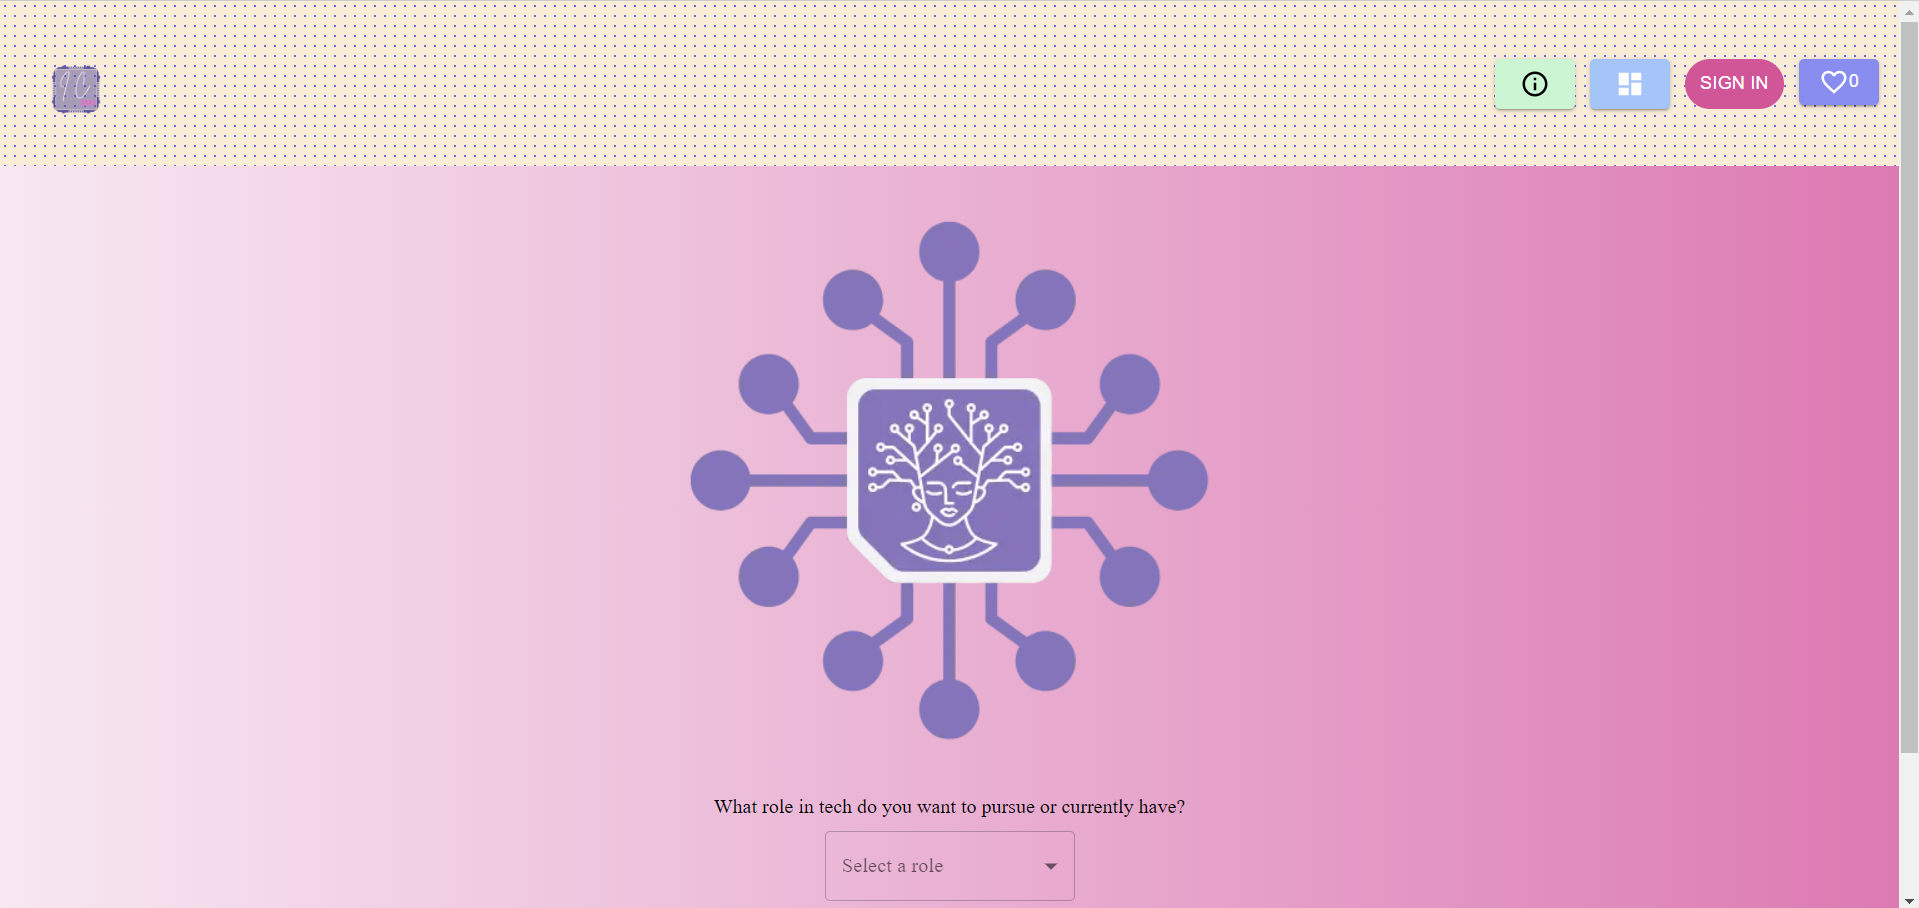 SIGN IN
0
What role in tech do you want to pursue or currently have?
Select a role